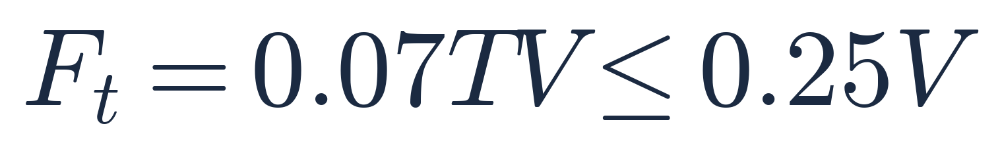 F_t = 0.07TV ≤ 0.25V